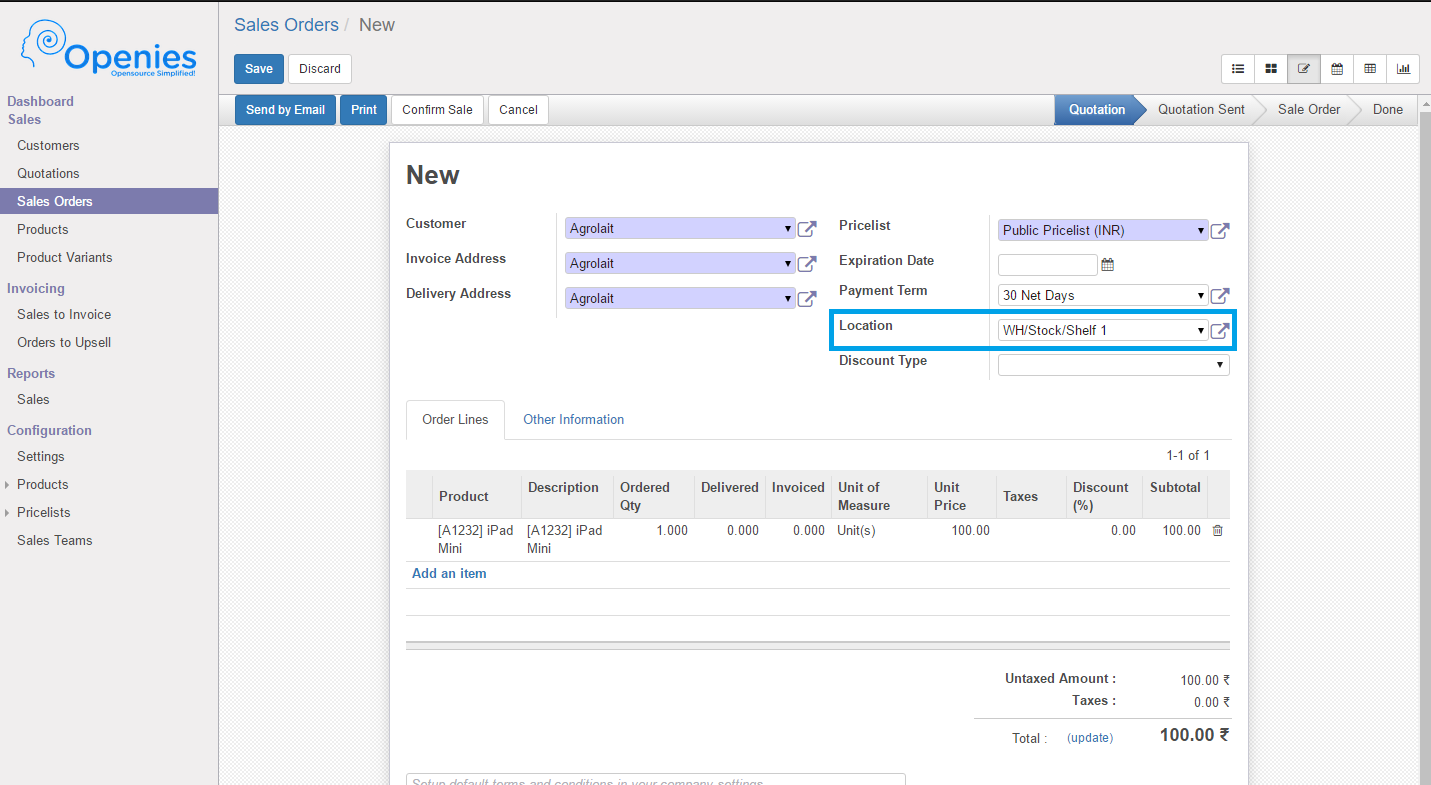 Openies
Opensource Simplified!
Dashboard
Sales
Customers
Quotations
Sales Orders
Products
Product Variants
Invoicing
Sales to Invoice
Orders to Upsell
Reports
Sales
Configuration
Settings
Products
Pricelists
Sales Teams
Sales Orders / New
Save Discard
Send by Email Print Confirm Sale Cancel
Quotation Quotation Sent Sale Order Done
New
Customer Agrolait
Invoice Address Agrolait
Delivery Address Agrolait
Pricelist Public Pricelist (INR)
Expiration Date
Payment Term 30 Net Days
Location WH/Stock/Shelf 1
Discount Type
Order Lines Other Information
1-1 of 1
Product Description Ordered Qty Delivered Invoiced Unit of Measure Unit Price Taxes Discount (%) Subtotal
[A1232] iPad Mini [A1232] iPad Mini 1.000 0.000 0.000 Unit(s) 100.00 0.00 100.00
Add an item
Untaxed Amount : 100.00 ₹
Taxes : 0.00 ₹
Total : (update) 100.00 ₹
Setup default terms and conditions in your company settings.